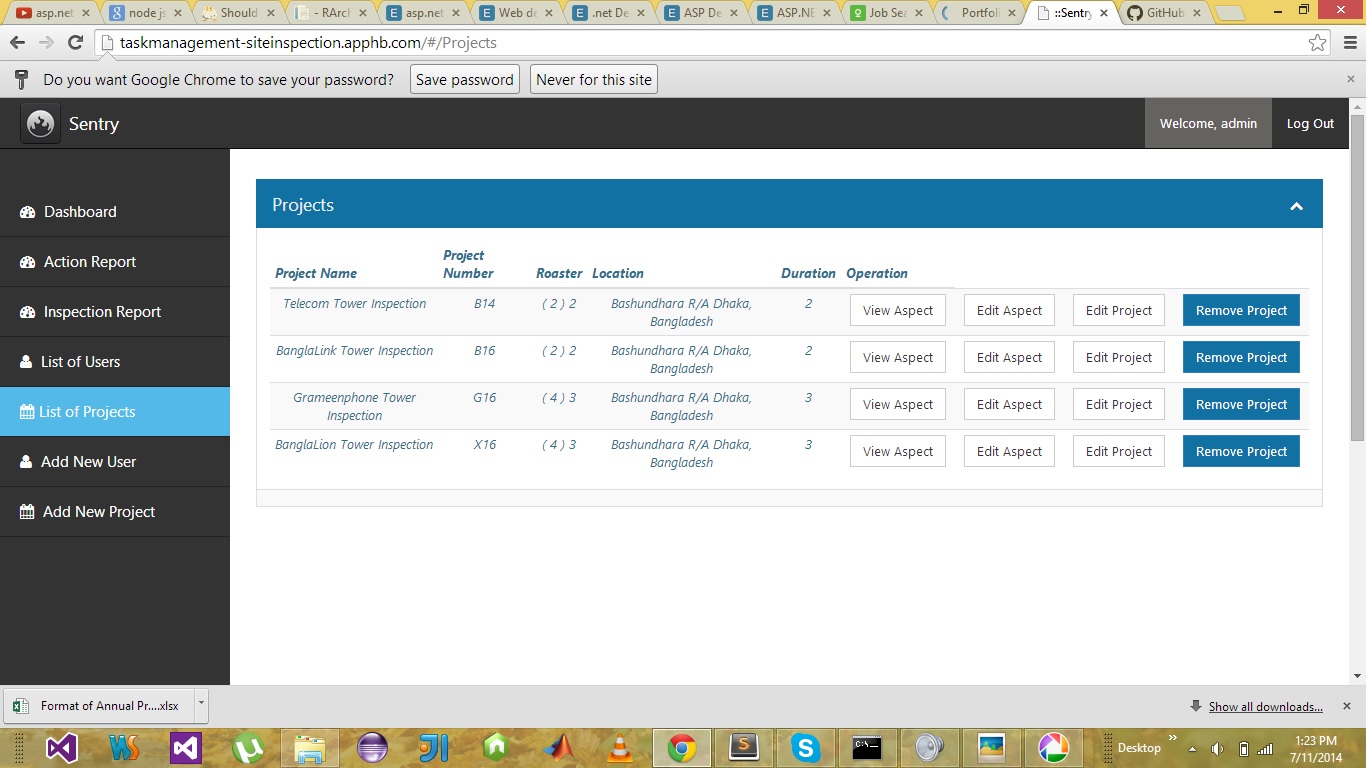 asp.net
node js
Should
- RArch
asp.net
Web de
.net De
ASP De
ASP.NE
Job Sea
Portfoli
::Sentry
GitHub
taskmanagement-siteinspection.apphb.com/#/Projects
Do you want Google Chrome to save your password? Save password Never for this site
Sentry
Welcome, admin
Log Out
Dashboard
Action Report
Inspection Report
List of Users
List of Projects
Add New User
Add New Project
Projects
Project Name Project Number Roaster Location Duration Operation
Telecom Tower Inspection B14 ( 2 ) 2 Bashundhara R/A Dhaka, 2 View Aspect Edit Aspect Edit Project Remove Project
Bangladesh
BanglaLink Tower Inspection B16 ( 2 ) 2 Bashundhara R/A Dhaka, 2 View Aspect Edit Aspect Edit Project Remove Project
Bangladesh
Grameenphone Tower G16 ( 4 ) 3 Bashundhara R/A Dhaka, 3 View Aspect Edit Aspect Edit Project Remove Project
Inspection Bangladesh
BanglaLion Tower Inspection X16 ( 4 ) 3 Bashundhara R/A Dhaka, 3 View Aspect Edit Aspect Edit Project Remove Project
Bangladesh
Format of Annual Pr....xlsx
Show all downloads...
Desktop
1:23 PM
7/11/2014